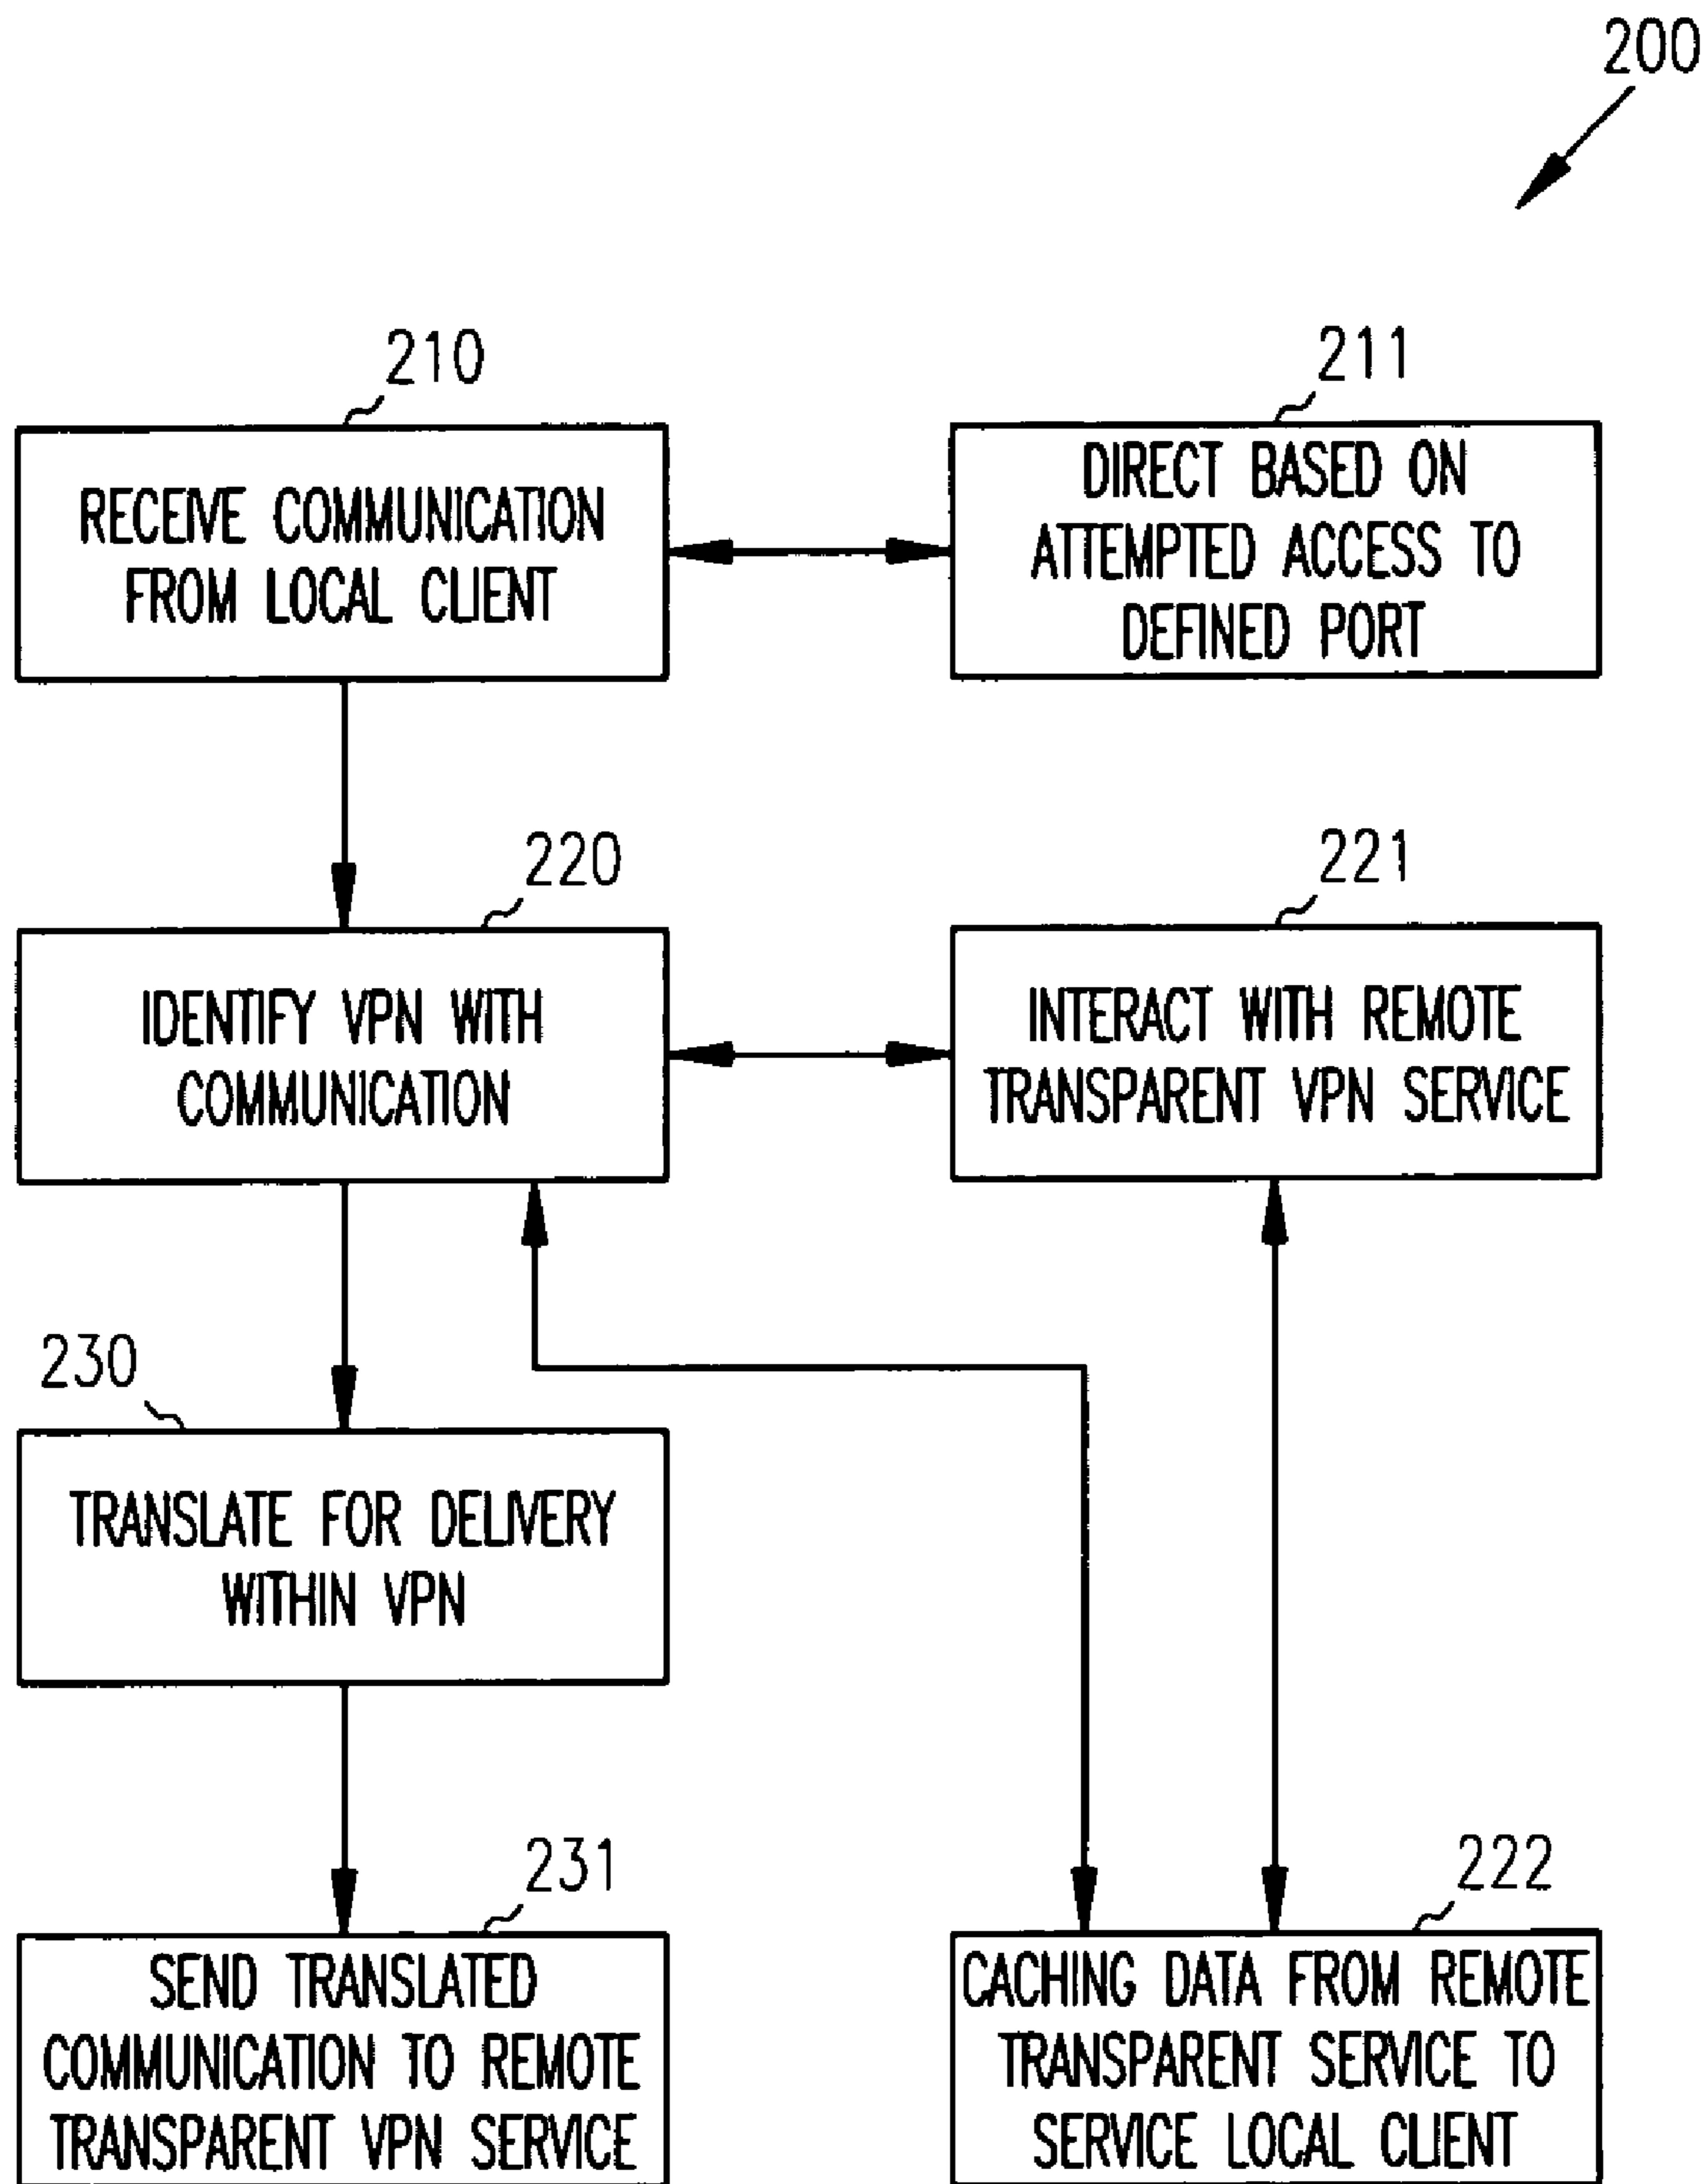 200
210
RECEIVE COMMUNICATION
FROM LOCAL CLIENT
211
DIRECT BASED ON
ATTEMPTED ACCESS TO
DEFINED PORT
220
IDENTIFY VPN WITH
COMMUNICATION
221
INTERACT WITH REMOTE
TRANSPARENT VPN SERVICE
230
TRANSLATE FOR DELIVERY
WITHIN VPN
231
SEND TRANSLATED
COMMUNICATION TO REMOTE
TRANSPARENT VPN SERVICE
222
CACHING DATA FROM REMOTE
TRANSPARENT SERVICE TO
SERVICE LOCAL CLIENT